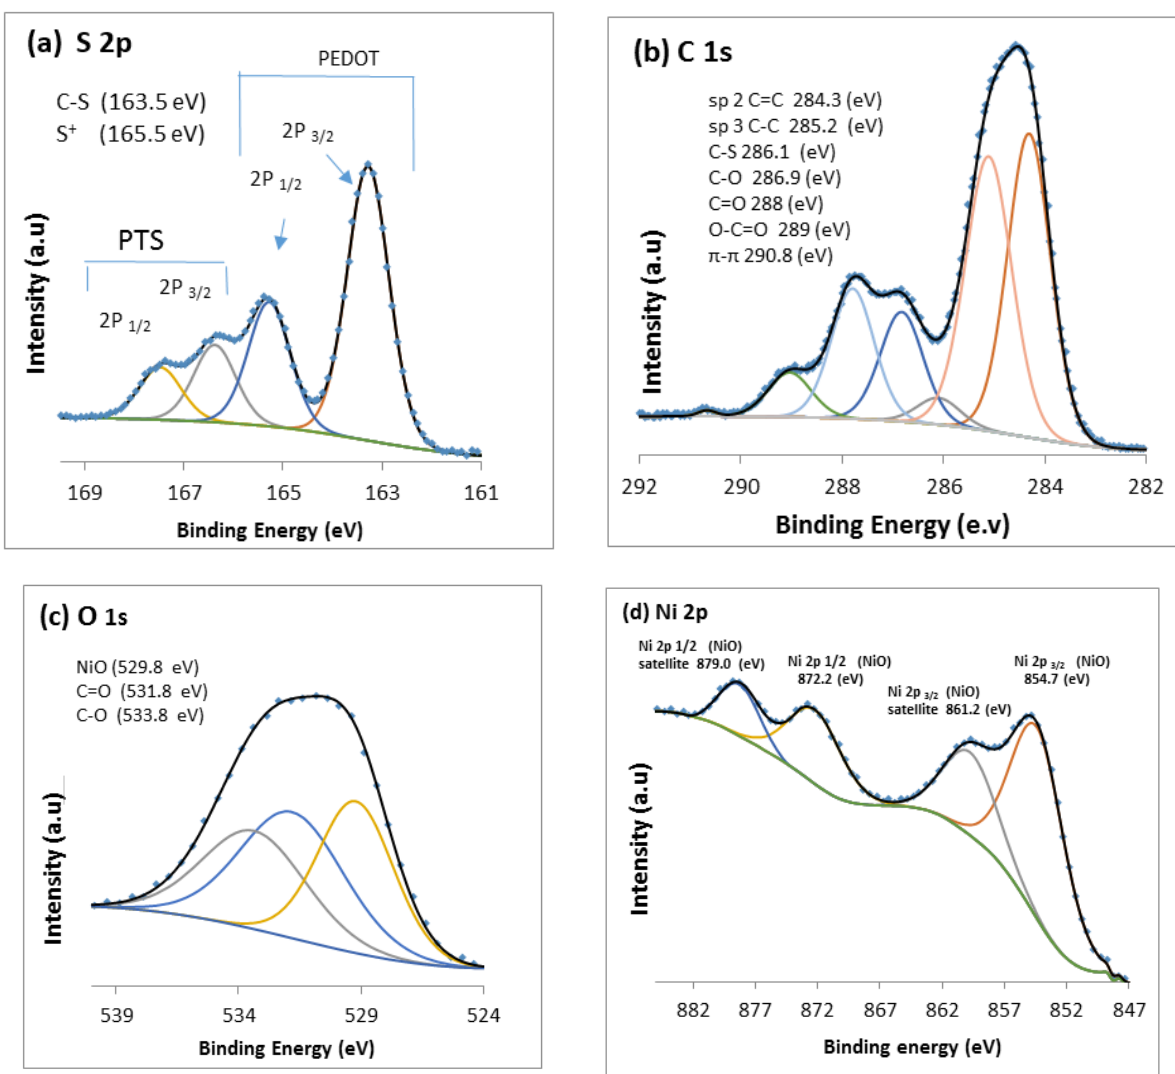 (a) S 2p
PEDOT
C-S (163.5 eV)
S+ (165.5 eV)
2P 3/2
2P 1/2
PTS
2P 3/2
2P 1/2
Intensity (a.u)
169 167 165 163 161
Binding Energy (eV)
(b) C 1s
sp 2 C=C 284.3 (eV)
sp 3 C-C 285.2 (eV)
C-S 286.1 (eV)
C-O 286.9 (eV)
C=O 288 (eV)
O-C=O 289 (eV)
π-π 290.8 (eV)
Intensity (a.u)
292 290 288 286 284 282
Binding Energy (e.v)
(c) O 1s
NiO (529.8 eV)
C=O (531.8 eV)
C-O (533.8 eV)
Intensity (a.u)
539 534 529 524
Binding Energy (eV)
(d) Ni 2p
Ni 2p 1/2 (NiO)
satellite 879.0 (eV)
Ni 2p 1/2 (NiO)
872.2 (eV)
Ni 2p 3/2 (NiO)
satellite 861.2 (eV)
Ni 2p 3/2 (NiO)
854.7 (eV)
Intensity (a.u)
882 877 872 867 862 857 852 847
Binding energy (eV)